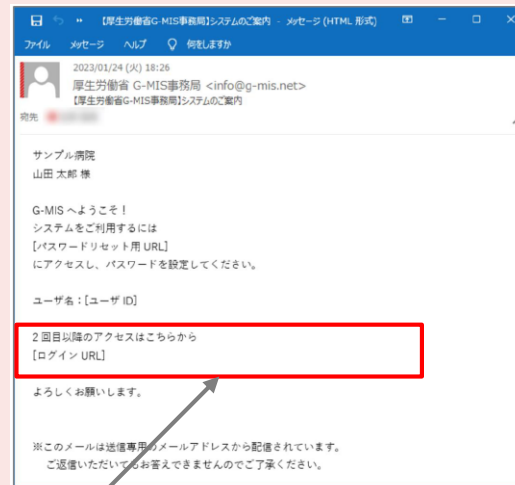 【厚生労働省G-MIS事務局】システムのご案内 - メッセージ (HTML 形式)
ファイル メッセージ ヘルプ 何をしますか
2023/01/24 (火) 18:26
厚生労働省 G-MIS事務局 <info@g-mis.net>
【厚生労働省G-MIS事務局】システムのご案内
宛先
サンプル病院
山田 太郎 様
G-MIS へようこそ！
システムをご利用するには
[パスワードリセット用 URL]
にアクセスし、パスワードを設定してください。
ユーザ名：[ユーザ ID]
2 回目以降のアクセスはこちらから
[ログイン URL]
よろしくお願いします。
※このメールは送信専用のメールアドレスから配信されています。
ご返信いただいてもお答えできませんのでご了承ください。